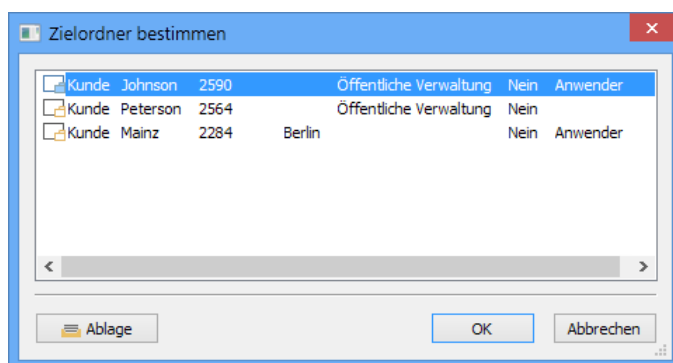 Zielordner bestimmen
Kunde Johnson 2590 Öffentliche Verwaltung Nein Anwender
Kunde Peterson 2564 Öffentliche Verwaltung Nein
Kunde Mainz 2284 Berlin Nein Anwender
Ablage OK Abbrechen